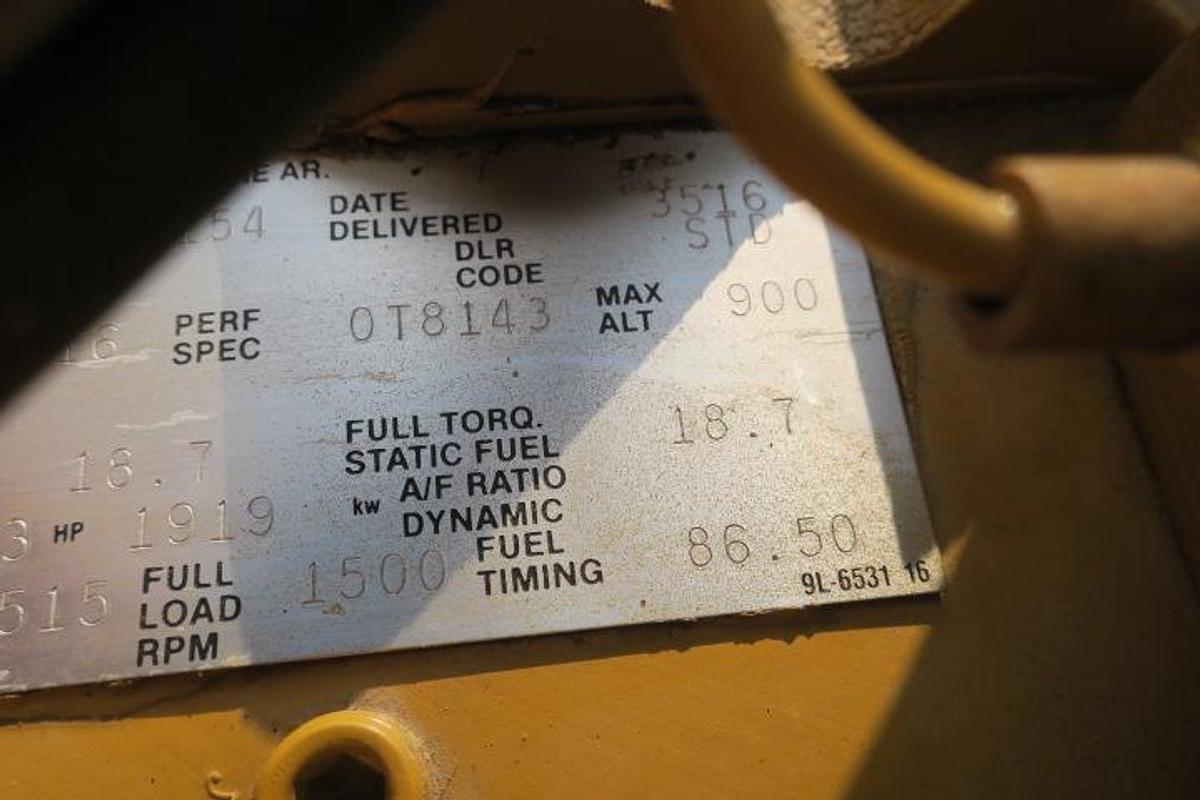 E AR.
154 DATE DELIVERED 3516
DLR CODE STD
16 PERF SPEC 0T8143 MAX ALT 900
FULL TORQ.
18.7 STATIC FUEL 18.7
A/F RATIO
3 HP 1919 kw DYNAMIC
515 FULL LOAD RPM 1500 FUEL TIMING 86.50
9L-6531 16